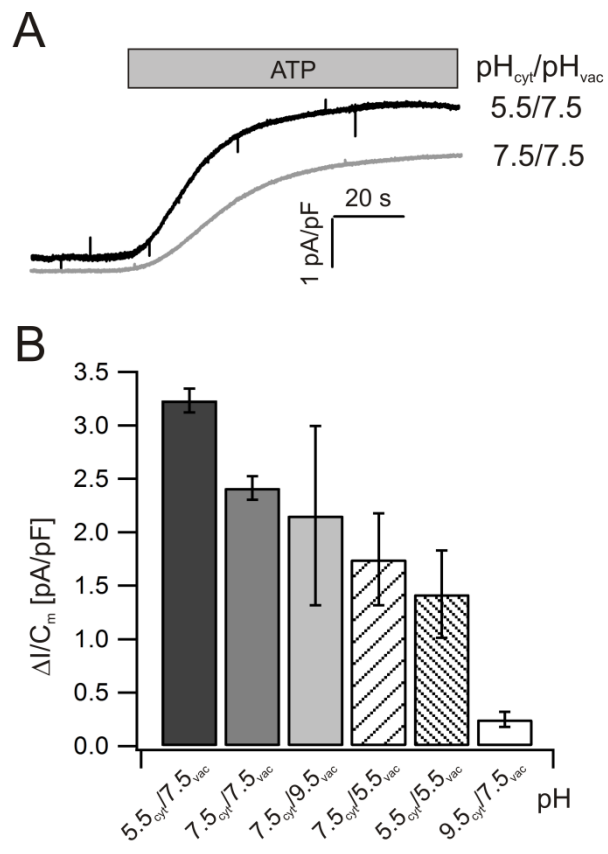 A
ATP
pHcyt/pHvac
5.5/7.5
7.5/7.5
20 s
1 pA/pF
B
ΔI/Cm [pA/pF]
3.5
3.0
2.5
2.0
1.5
1.0
0.5
0.0
5.5cyt/7.5vac
7.5cyt/7.5vac
7.5cyt/9.5vac
7.5cyt/5.5vac
5.5cyt/5.5vac
9.5cyt/7.5vac
pH